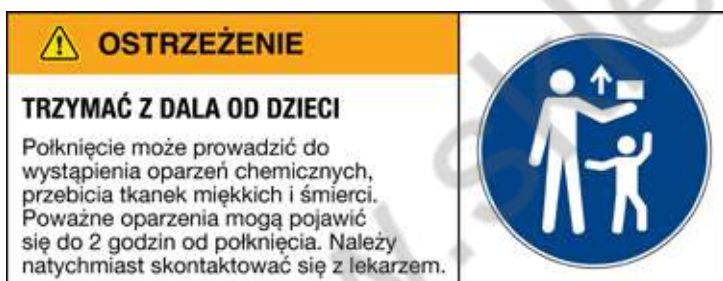 OSTRZEŻENIE
TRZYMAĆ Z DALA OD DZIECI
Połknięcie może prowadzić do
wystąpienia oparzeń chemicznych,
przebicia tkanek miękkich i śmierci.
Poważne oparzenia mogą pojawić
się do 2 godzin od połknięcia. Należy
natychmiast skontaktować się z lekarzem.